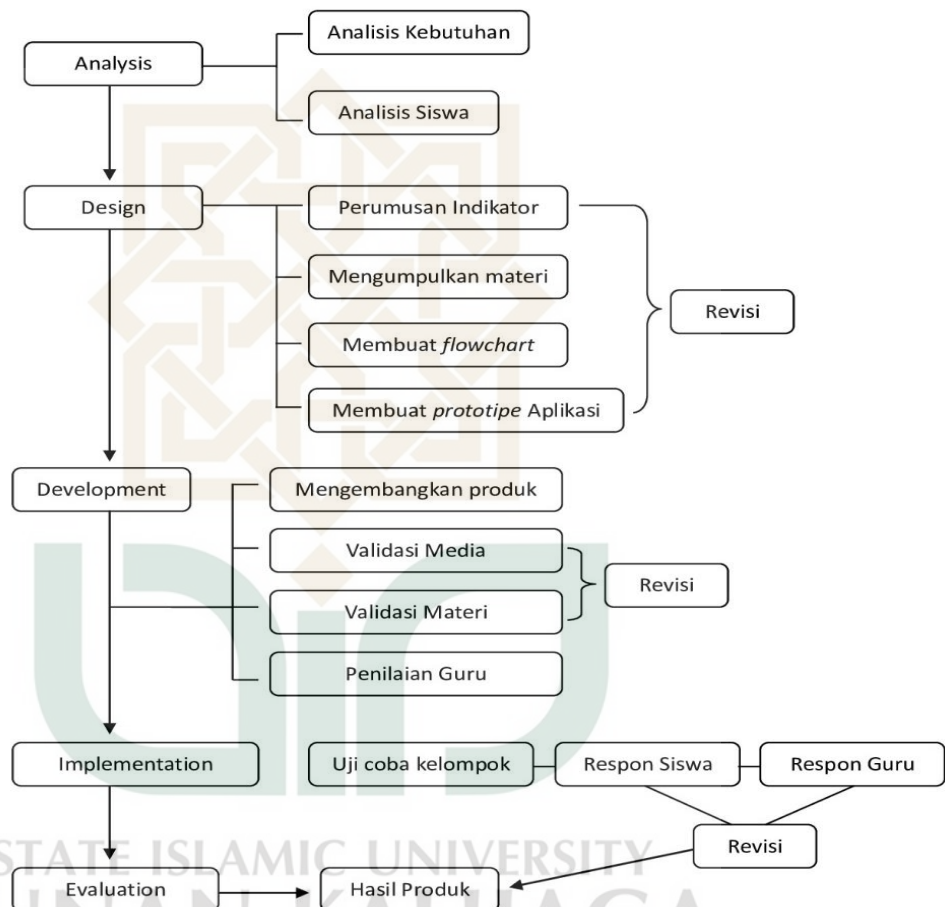 Analysis
Analisis Kebutuhan
Analisis Siswa
Design
Perumusan Indikator
Mengumpulkan materi
Membuat flowchart
Membuat prototipe Aplikasi
Revisi
Development
Mengembangkan produk
Validasi Media
Validasi Materi
Penilaian Guru
Revisi
Implementation
Uji coba kelompok
Respon Siswa
Respon Guru
Revisi
STATE ISLAMIC UNIVERSITY
Evaluation
Hasil Produk